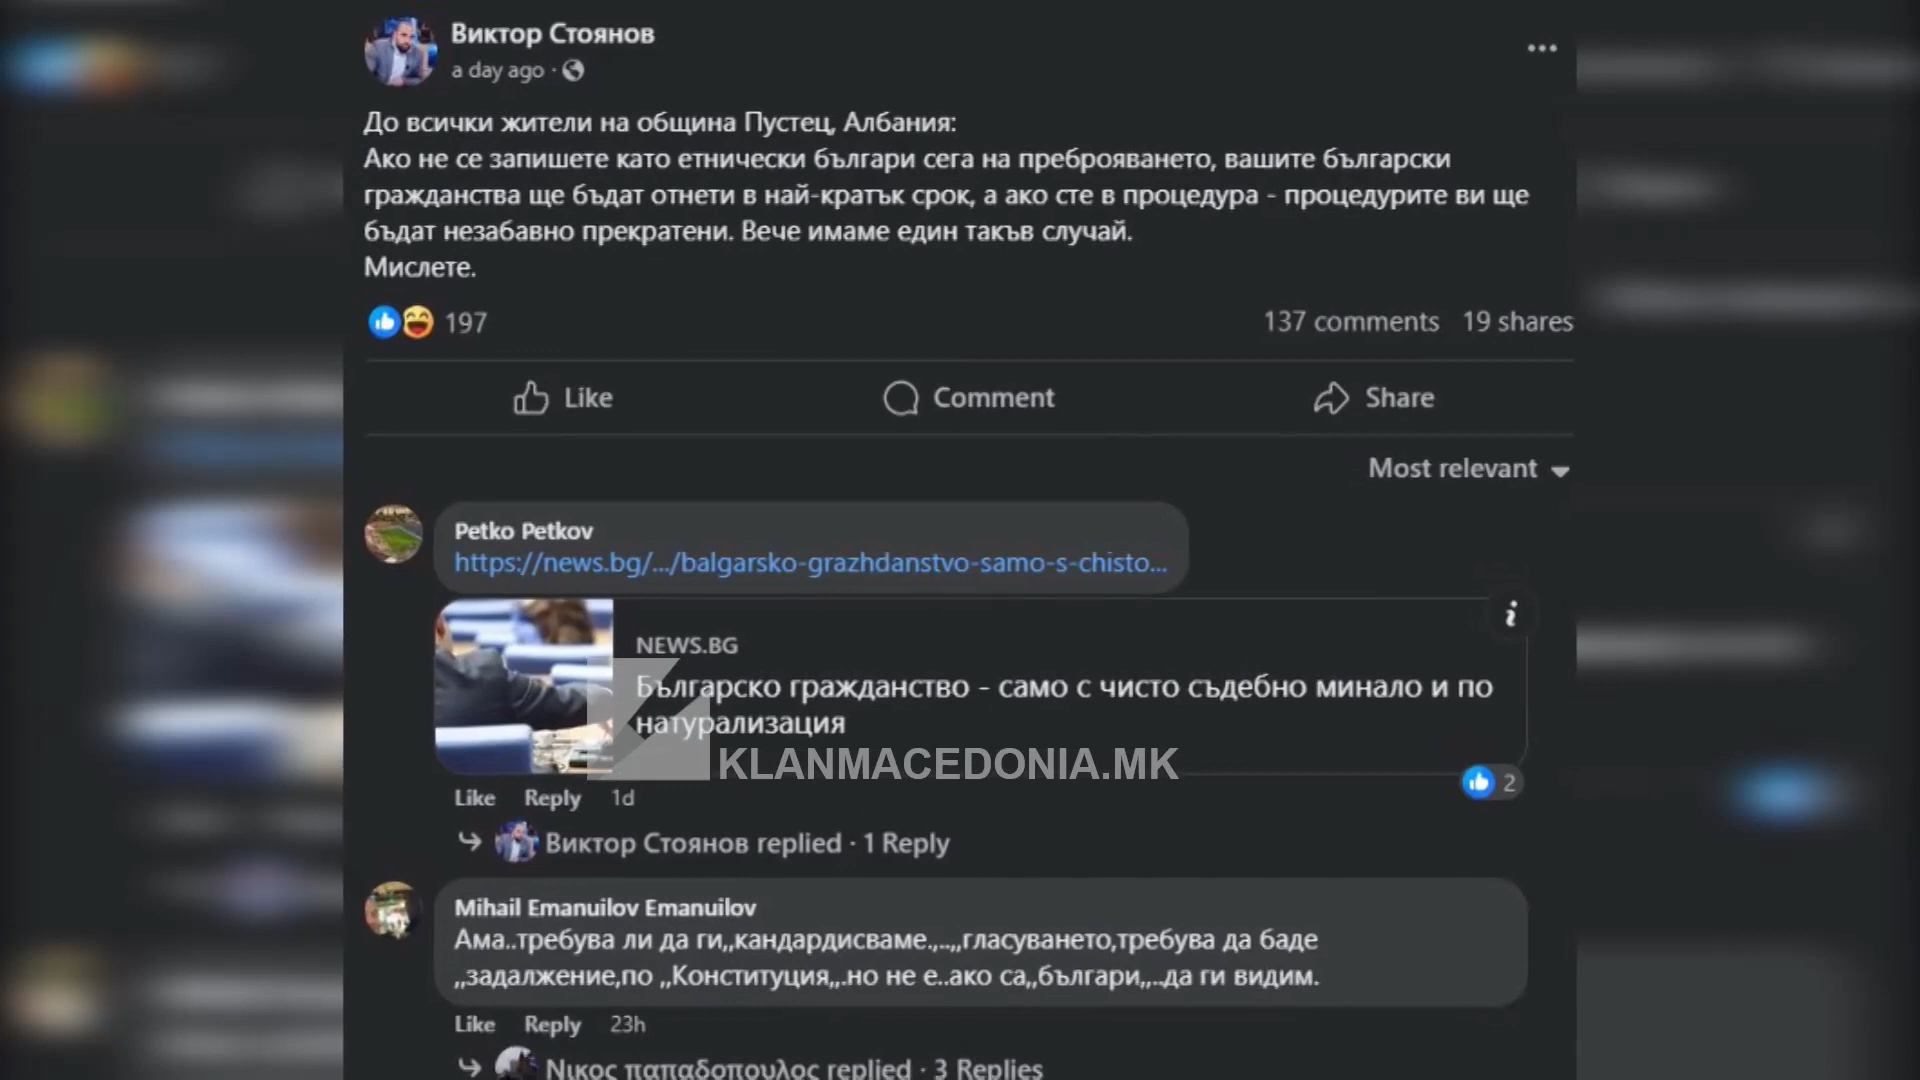 Виктор Стоянов
a day ago ·
До всички жители на община Пустец, Албания:
Ако не се запишете като етнически българи сега на преброяването, вашите български
гражданства ще бъдат отнети в най-кратък срок, а ако сте в процедура - процедурите ви ще
бъдат незабавно прекратени. Вече имаме един такъв случай.
Мислете.
197
137 comments 19 shares
Like Comment Share
Most relevant
Petko Petkov
https://news.bg/.../balgarsko-grazhdanstvo-samo-s-chisto...
NEWS.BG
Българско гражданство - само с чисто съдебно минало и по
натурализация
KLANMACEDONIA.MK
2
Like Reply 1d
Виктор Стоянов replied · 1 Reply
Mihail Emanuilov Emanuilov
Ама..требува ли да ги,,кандардисваме.,..,,гласуването,требува да баде
,,задалжение,по ,,Конституция,,.но не е..ако са,,българи,,..да ги видим.
Like Reply 23h
Νικος παπαδοπουλος replied · 3 Replies